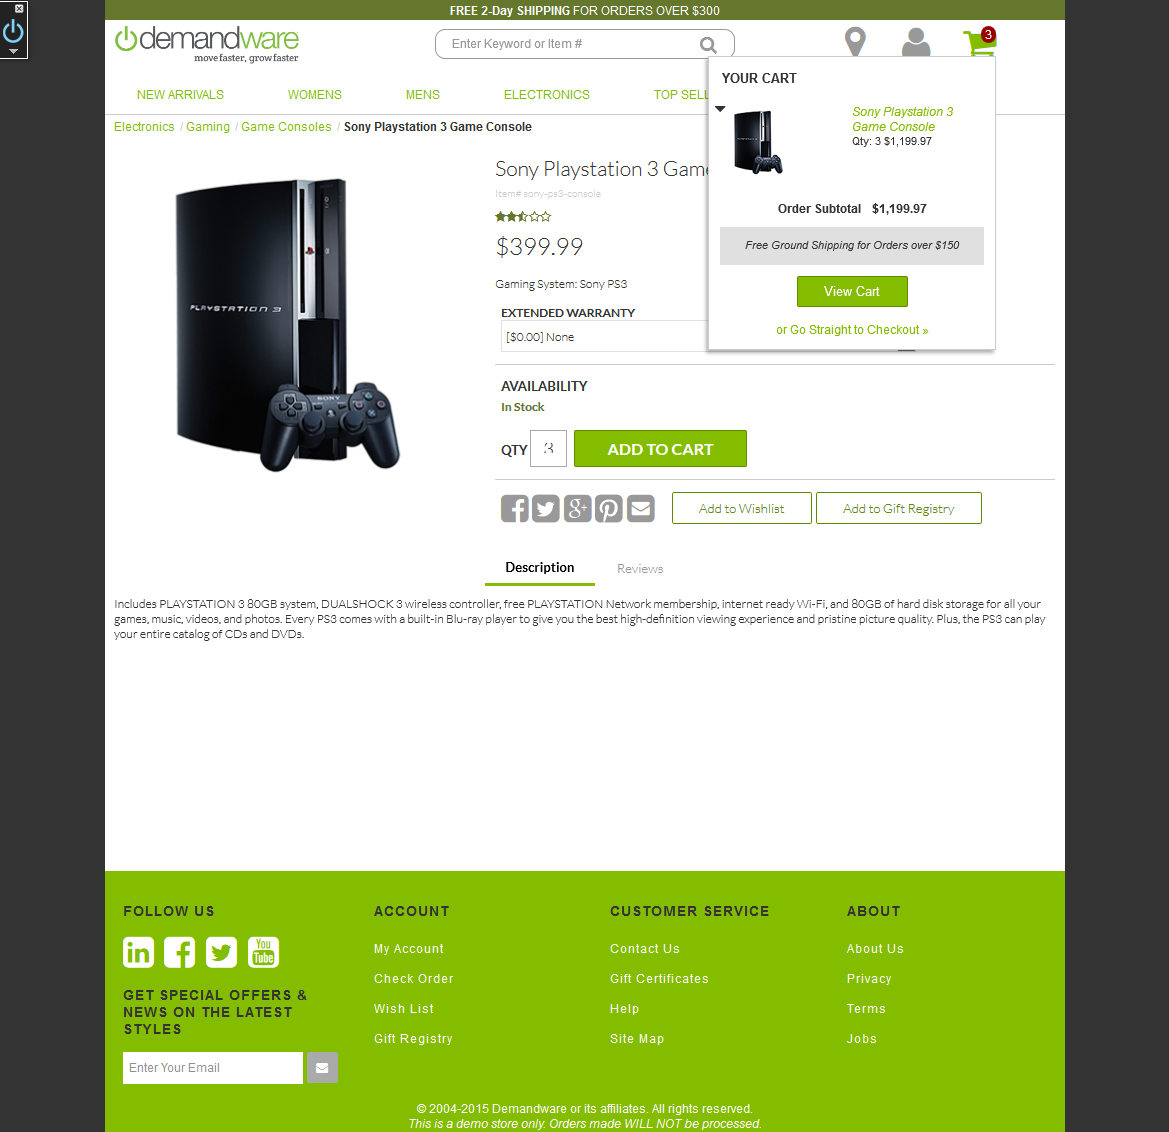 FREE 2-Day SHIPPING FOR ORDERS OVER $300
demandware
move faster, grow faster
Enter Keyword or Item #
3
NEW ARRIVALS WOMENS MENS ELECTRONICS TOP SELL
YOUR CART
Sony Playstation 3
Game Console
Qty: 3 $1,199.97
Order Subtotal $1,199.97
Free Ground Shipping for Orders over $150
View Cart
or Go Straight to Checkout »
Electronics / Gaming / Game Consoles / Sony Playstation 3 Game Console
PLAYSTATION 3
SONY
Sony Playstation 3 Game
Item# sony-ps3-console
$399.99
Gaming System: Sony PS3
EXTENDED WARRANTY
[$0.00] None
AVAILABILITY
In Stock
QTY 3 ADD TO CART
Add to Wishlist Add to Gift Registry
Description Reviews
Includes PLAYSTATION 3 80GB system, DUALSHOCK 3 wireless controller, free PLAYSTATION Network membership, internet ready Wi-Fi, and 80GB of hard disk storage for all your
games, music, videos, and photos. Every PS3 comes with a built-in Blu-ray player to give you the best high-definition viewing experience and pristine picture quality. Plus, the PS3 can play
your entire catalog of CDs and DVDs.
FOLLOW US
in You Tube
GET SPECIAL OFFERS &
NEWS ON THE LATEST
STYLES
Enter Your Email
ACCOUNT
My Account
Check Order
Wish List
Gift Registry
CUSTOMER SERVICE
Contact Us
Gift Certificates
Help
Site Map
ABOUT
About Us
Privacy
Terms
Jobs
© 2004-2015 Demandware or its affiliates. All rights reserved.
This is a demo store only. Orders made WILL NOT be processed.